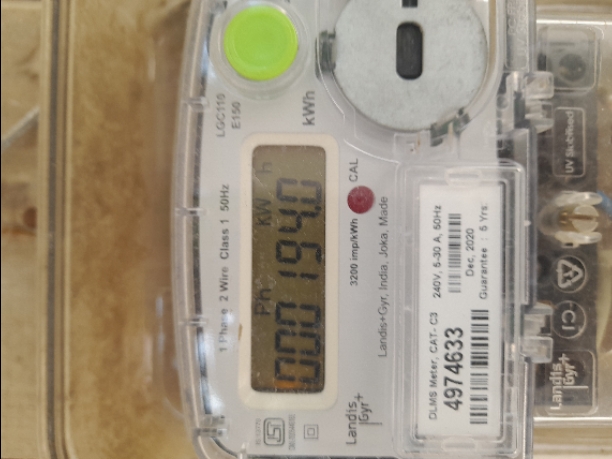 LGC110
E150
kWh
1 Phase 2 Wire Class 1 50Hz
Ph KW h
000194.0
3200 imp/kWh CAL
Landis+Gyr, India, Joka, Made
Landis
Gyr+
DLMS Meter, CAT- C3 240V, 5-30 A, 50Hz
4974633
Dec, 2020
Guarantee : 5 Yrs.
UV Stabilised
Landis
Gyr+